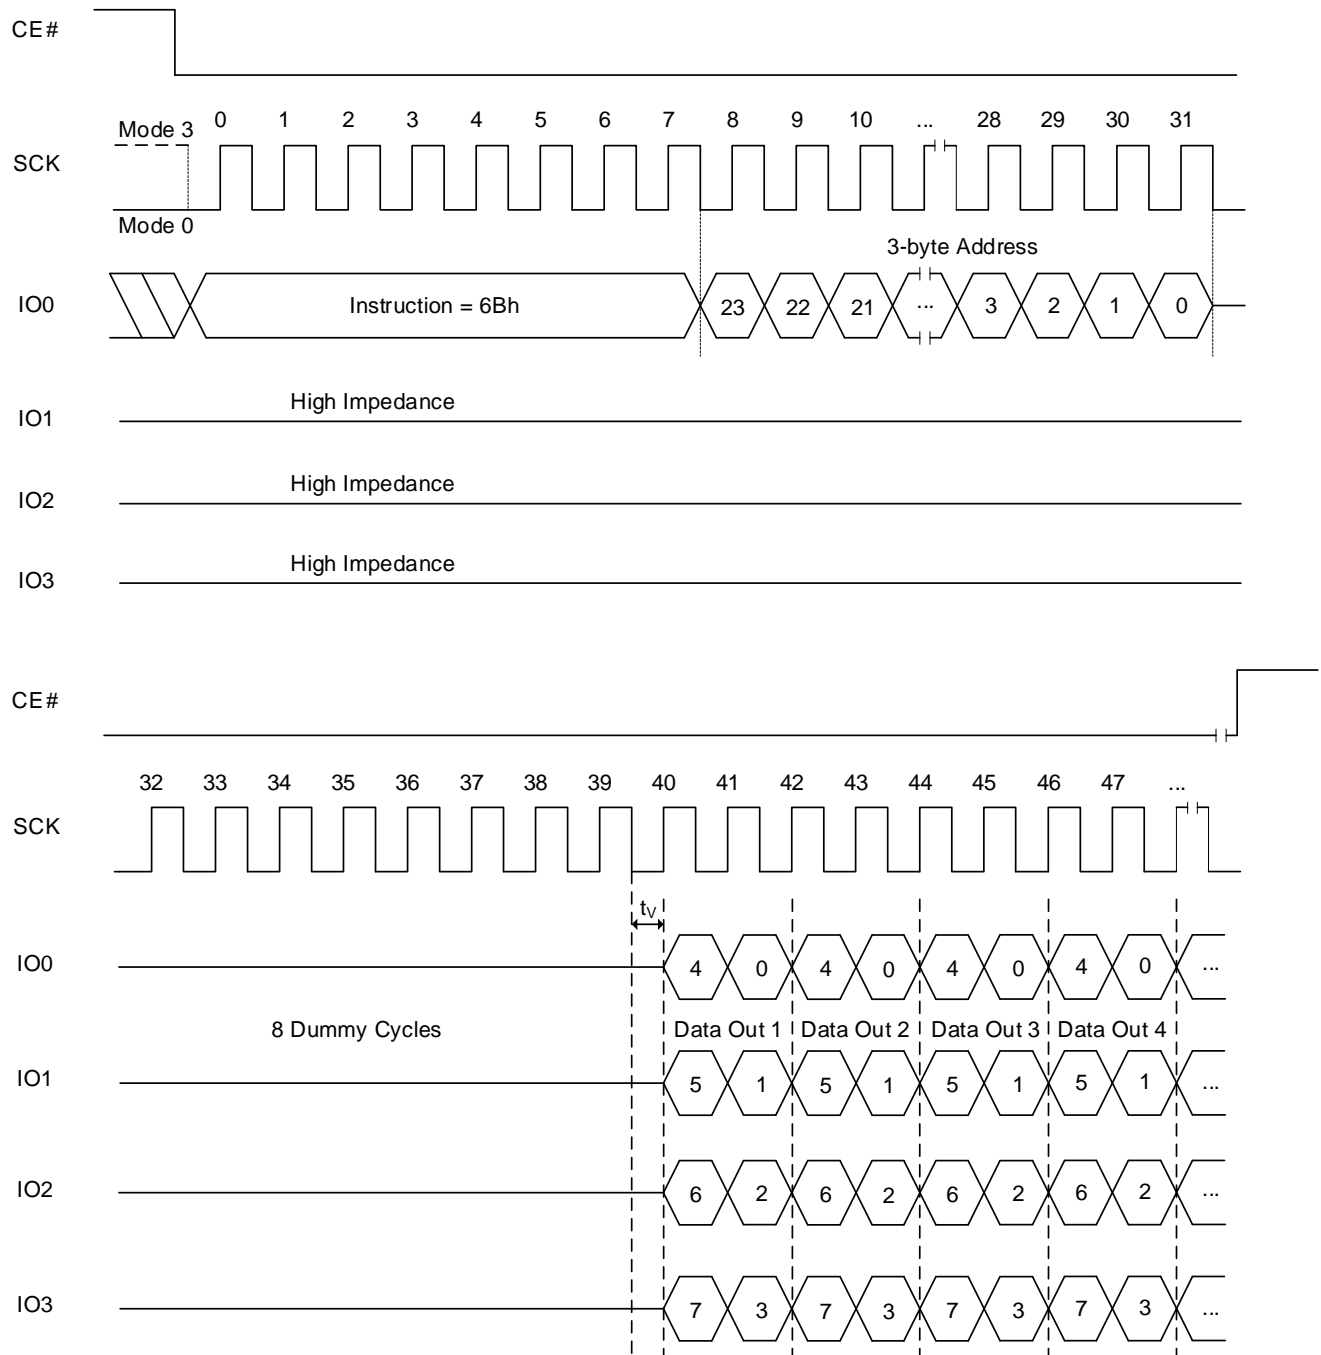 CE#
Mode 3 0 1 2 3 4 5 6 7 8 9 10 ... 28 29 30 31
SCK
Mode 0
3-byte Address
IO0 Instruction = 6Bh 23 22 21 ... 3 2 1 0
High Impedance
IO1
High Impedance
IO2
High Impedance
IO3
CE#
32 33 34 35 36 37 38 39 40 41 42 43 44 45 46 47 ...
SCK
tV
IO0 4 0 4 0 4 0 4 0 ...
8 Dummy Cycles Data Out 1 Data Out 2 Data Out 3 Data Out 4
IO1 5 1 5 1 5 1 5 1 ...
IO2 6 2 6 2 6 2 6 2 ...
IO3 7 3 7 3 7 3 7 3 ...